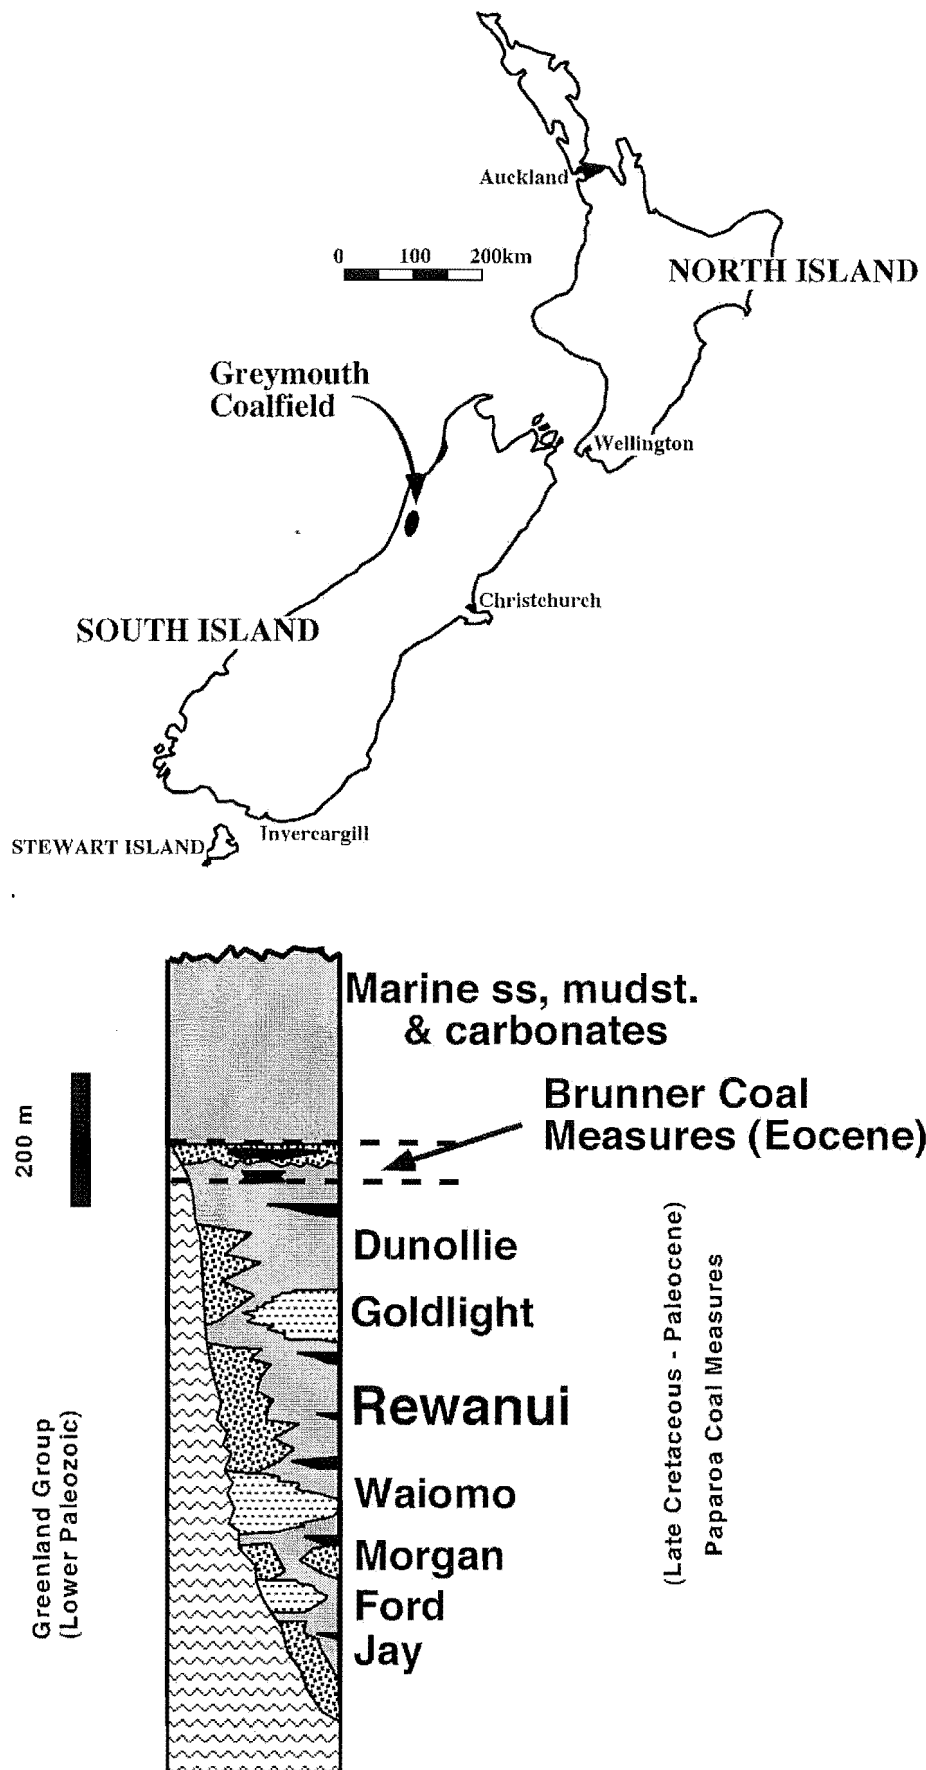 Auckland
0 100 200km
NORTH ISLAND
Greymouth
Coalfield
Wellington
Christchurch
SOUTH ISLAND
Invercargill
STEWART ISLAND
Marine ss, mudst.
& carbonates
Brunner Coal
Measures (Eocene)
200 m
Dunollie
Goldlight
Rewanui
Waiomo
Morgan
Ford
Jay
Greenland Group
(Lower Paleozoic)
(Late Cretaceous - Paleocene)
Paparoa Coal Measures